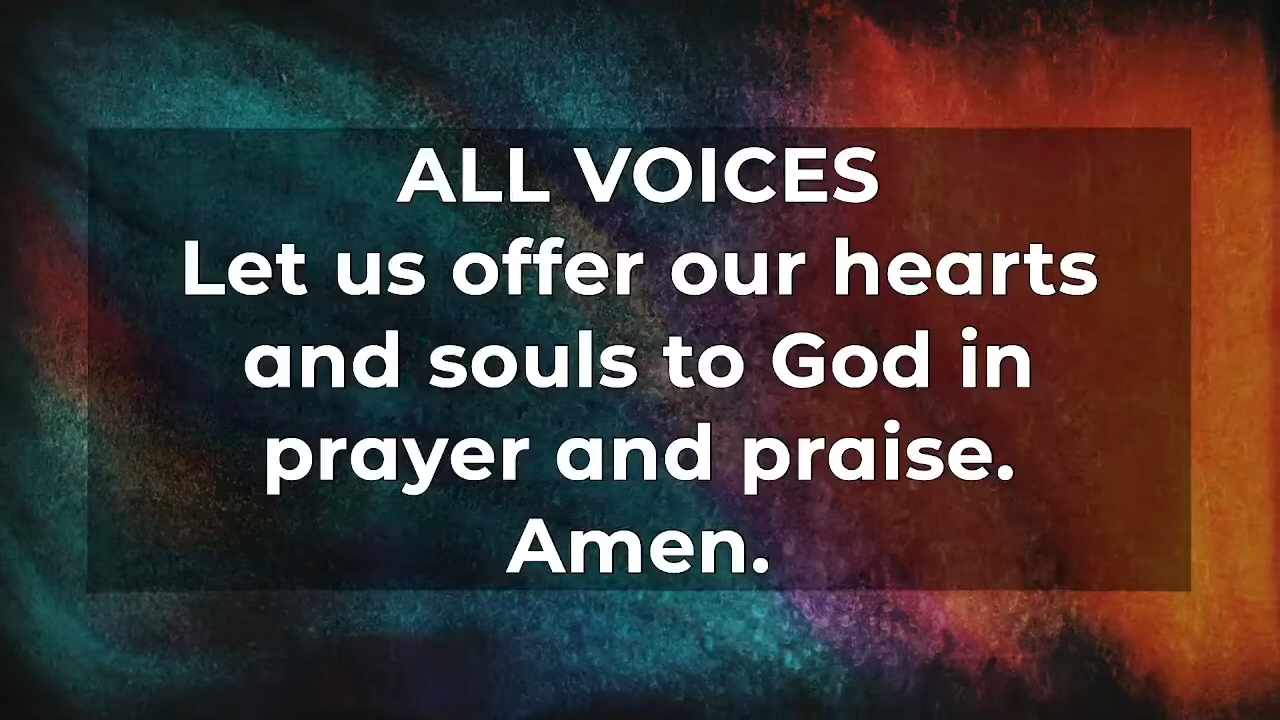 ALL VOICES
Let us offer our hearts
and souls to God in
prayer and praise.
Amen.